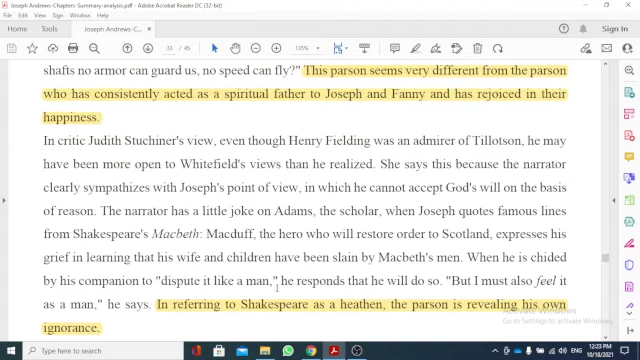 Joseph-Andrews-Chapters-Summary-analysis.pdf - Adobe Acrobat Reader DC (32-bit)
File Edit View Sign Window Help
Home Tools Joseph-Andrews-Ch... ×
33 / 45
135%
Sign In
shafts no armor can guard us, no speed can fly?" This parson seems very different from the parson
who has consistently acted as a spiritual father to Joseph and Fanny and has rejoiced in their
happiness.
In critic Judith Stuchiner's view, even though Henry Fielding was an admirer of Tillotson, he may
have been more open to Whitefield's views than he realized. She says this because the narrator
clearly sympathizes with Joseph's point of view, in which he cannot accept God's will on the basis
of reason. The narrator has a little joke on Adams, the scholar, when Joseph quotes famous lines
from Shakespeare's Macbeth: Macduff, the hero who will restore order to Scotland, expresses his
grief in learning that his wife and children have been slain by Macbeth's men. When he is chided
by his companion to "dispute it like a man," he responds that he will do so. "But I must also feel it
as a man," he says. In referring to Shakespeare as a heathen, the parson is revealing his own
ignorance.
Activate Windows
Go to Settings to activate Windows.
Type here to search
ENG
12:23 PM
10/18/2021